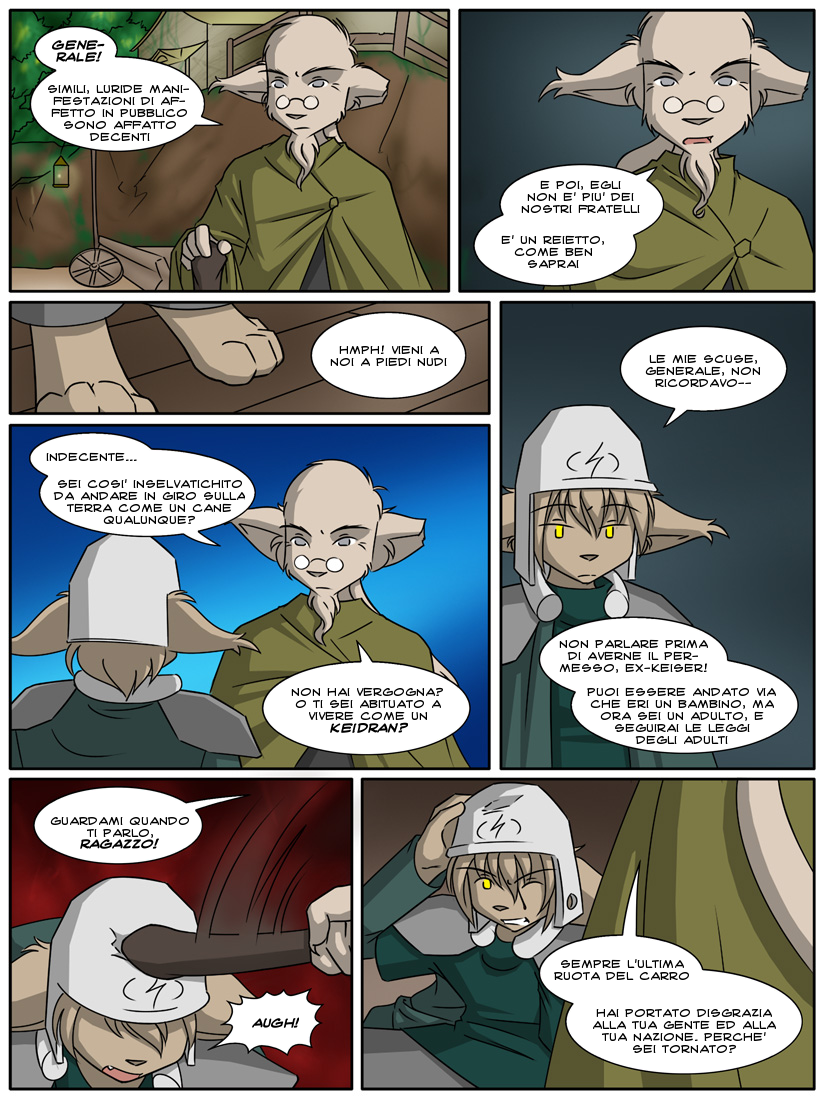 GENE-
RALE!
SIMILI, LURIDE MANI-
FESTAZIONI DI AF-
FETTO IN PUBBLICO
SONO AFFATTO
DECENTI
E POI, EGLI
NON E' PIU' DEI
NOSTRI FRATELLI
E' UN REIETTO,
COME BEN
SAPRAI
HMPH! VIENI A
NOI A PIEDI NUDI
LE MIE SCUSE,
GENERALE, NON
RICORDAVO--
INDECENTE...
SEI COSI' INSELVATICHITO
DA ANDARE IN GIRO SULLA
TERRA COME UN CANE
QUALUNQUE?
NON HAI VERGOGNA?
O TI SEI ABITUATO A
VIVERE COME UN
KEIDRAN?
NON PARLARE PRIMA
DI AVERNE IL PER-
MESSO, EX-KEISER!
PUOI ESSERE ANDATO VIA
CHE ERI UN BAMBINO, MA
ORA SEI UN ADULTO, E
SEGUIRAI LE LEGGI
DEGLI ADULTI
GUARDAMI QUANDO
TI PARLO,
RAGAZZO!
AUGH!
SEMPRE L'ULTIMA
RUOTA DEL CARRO
HAI PORTATO DISGRAZIA
ALLA TUA GENTE ED ALLA
TUA NAZIONE. PERCHE'
SEI TORNATO?